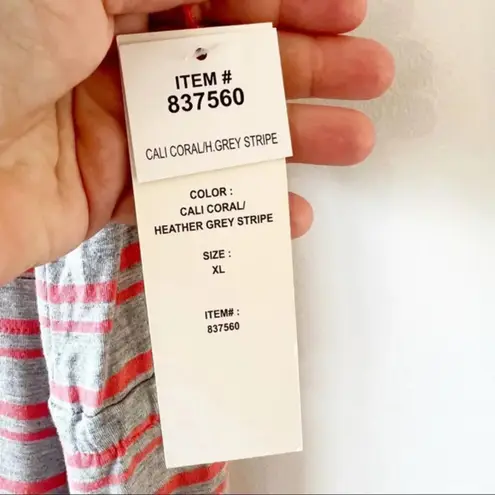 ITEM #
837560
CALI CORAL/H.GREY STRIPE
COLOR :
CALI CORAL/
HEATHER GREY STRIPE
SIZE :
XL
ITEM# :
837560